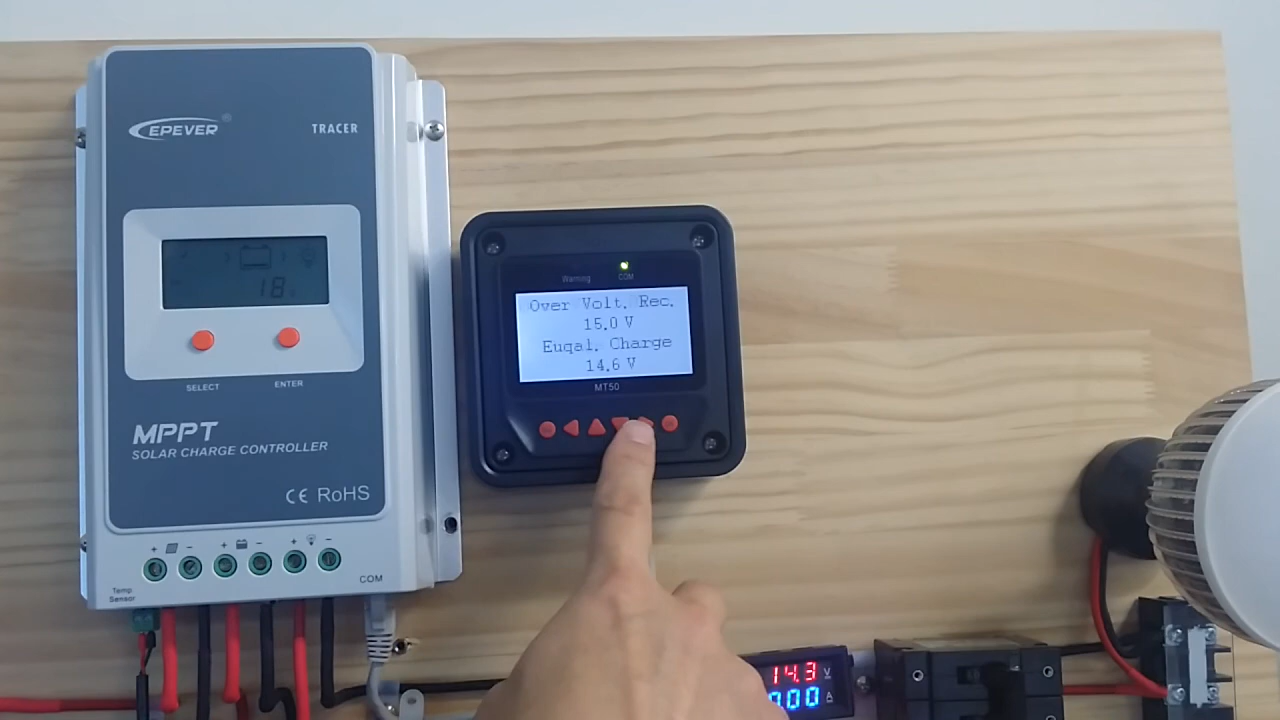 EPEVER ®
TRACER
18
SELECT
ENTER
MPPT
SOLAR CHARGE CONTROLLER
CE RoHS
+ - + - + -
COM
Temp
Sensor
Warning
COM
Over Volt. Rec.
15.0 V
Euqal. Charge
14.6 V
MT50
14.3 V
000 A